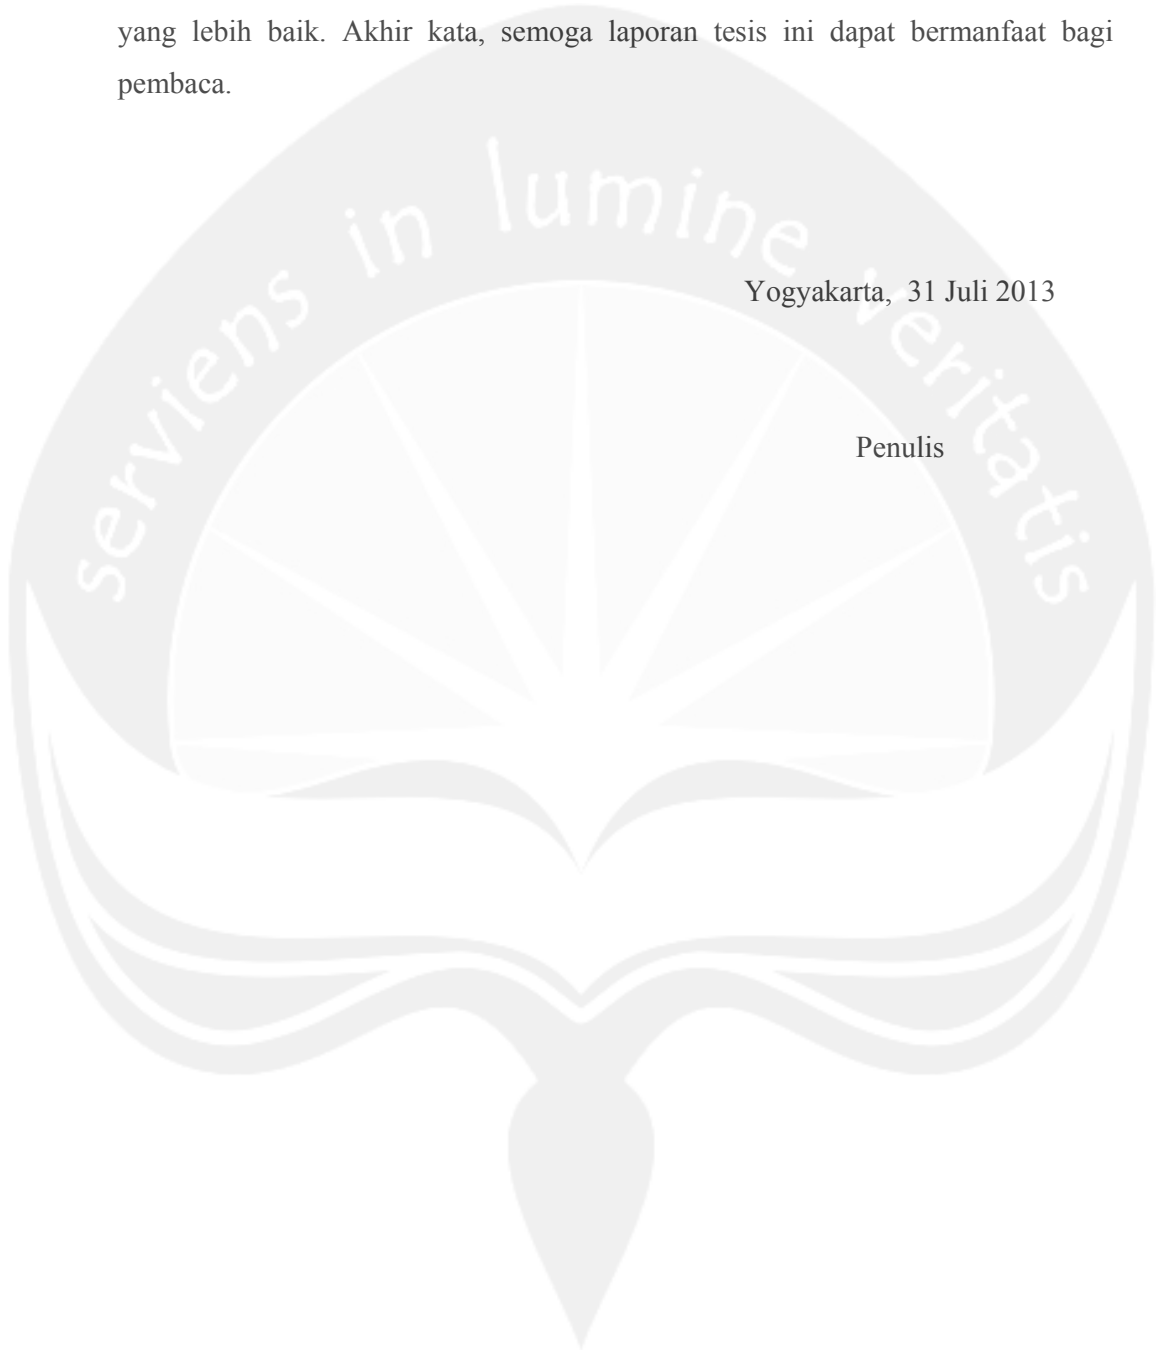 yang lebih baik. Akhir kata, semoga laporan tesis ini dapat bermanfaat bagi
pembaca.
serviens in lumine veritatis
Yogyakarta, 31 Juli 2013
Penulis